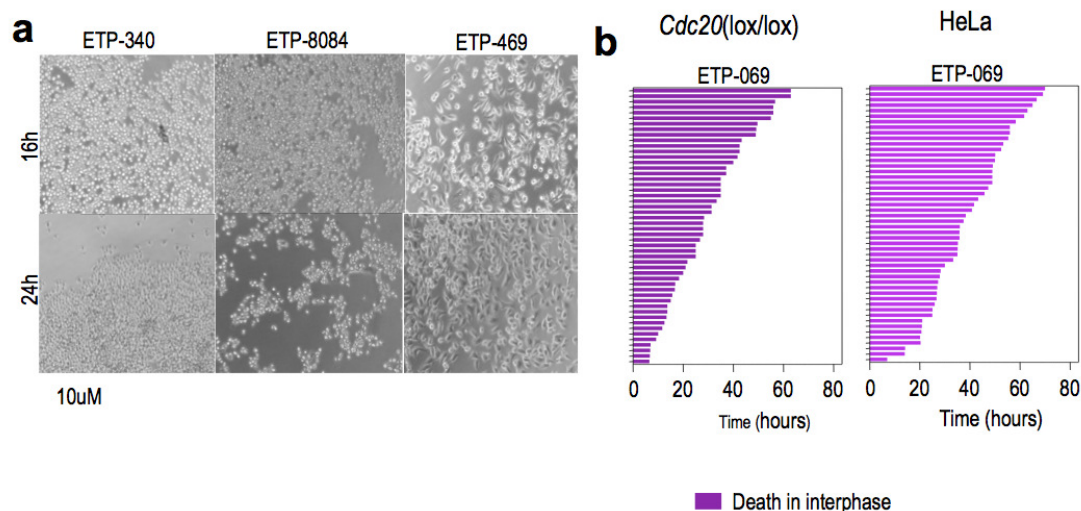 a
ETP-340 ETP-8084 ETP-469
16h
24h
10uM
b
Cdc20(lox/lox) HeLa
ETP-069 ETP-069
0 20 40 60 80 0 20 40 60 80
Time (hours) Time (hours)
Death in interphase